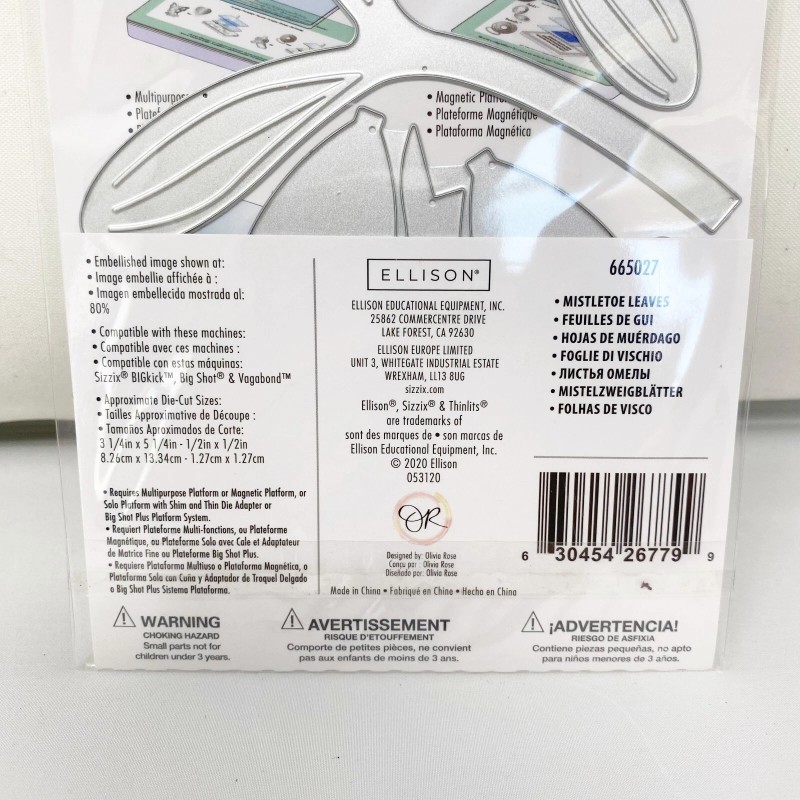 • Multipurpose
• Magnetic
• Plateforme Magnétique
• Plataforma Magnética
• Embellished image shown at:
• Image embellie affichée à :
• Imagen embellecida mostrada al:
80%
• Compatible with these machines:
• Compatible avec ces machines :
• Compatible con estas máquinas:
Sizzix® BIGkick™, Big Shot® & Vagabond™
• Approximate Die-Cut Sizes:
• Tailles Approximative de Découpe :
• Tamaños Aproximados de Corte:
3 1/4in x 5 1/4in - 1/2in x 1/2in
8.26cm x 13.34cm - 1.27cm x 1.27cm
• Requires Multipurpose Platform or Magnetic Platform, or
Solo Platform with Shim and Thin Die Adapter or
Big Shot Plus Platform System.
• Requiert Plateforme Multi-fonctions, ou Plateforme
Magnétique, ou Plateforme Solo avec Cale et Adaptateur
de Matrice Fine ou Plateforme Big Shot Plus.
• Requiere Plataforma Multiuso o Plataforma Magnética, o
Plataforma Solo con Cuña y Adaptador de Troquel Delgado
o Big Shot Plus Sistema Plataforma.
ELLISON®
ELLISON EDUCATIONAL EQUIPMENT, INC.
25862 COMMERCENTRE DRIVE
LAKE FOREST, CA 92630
ELLISON EUROPE LIMITED
UNIT 3, WHITEGATE INDUSTRIAL ESTATE
WREXHAM, LL13 8UG
sizzix.com
Ellison®, Sizzix® & Thinlits®
are trademarks of
sont des marques de • son marcas de
Ellison Educational Equipment, Inc.
© 2020 Ellison
053120
OR
Designed by: Olivia Rose
Conçu par : Olivia Rose
Diseñado por: Olivia Rose
Made in China • Fabriqué en Chine • Hecho en China
665027
• MISTLETOE LEAVES
• FEUILLES DE GUI
• HOJAS DE MUÉRDAGO
• FOGLIE DI VISCHIO
• ЛИСТЬЯ ОМЕЛЫ
• MISTELZWEIGBLÄTTER
• FOLHAS DE VISCO
6 30454 26779 9
⚠ WARNING
CHOKING HAZARD
Small parts not for
children under 3 years.
⚠ AVERTISSEMENT
RISQUE D'ETOUFFEMENT
Comporte de petites pièces, ne convient
pas aux enfants de moins de 3 ans.
⚠ ¡ADVERTENCIA!
RIESGO DE ASFIXIA
Contiene piezas pequeñas, no apto
para niños menores de 3 años.